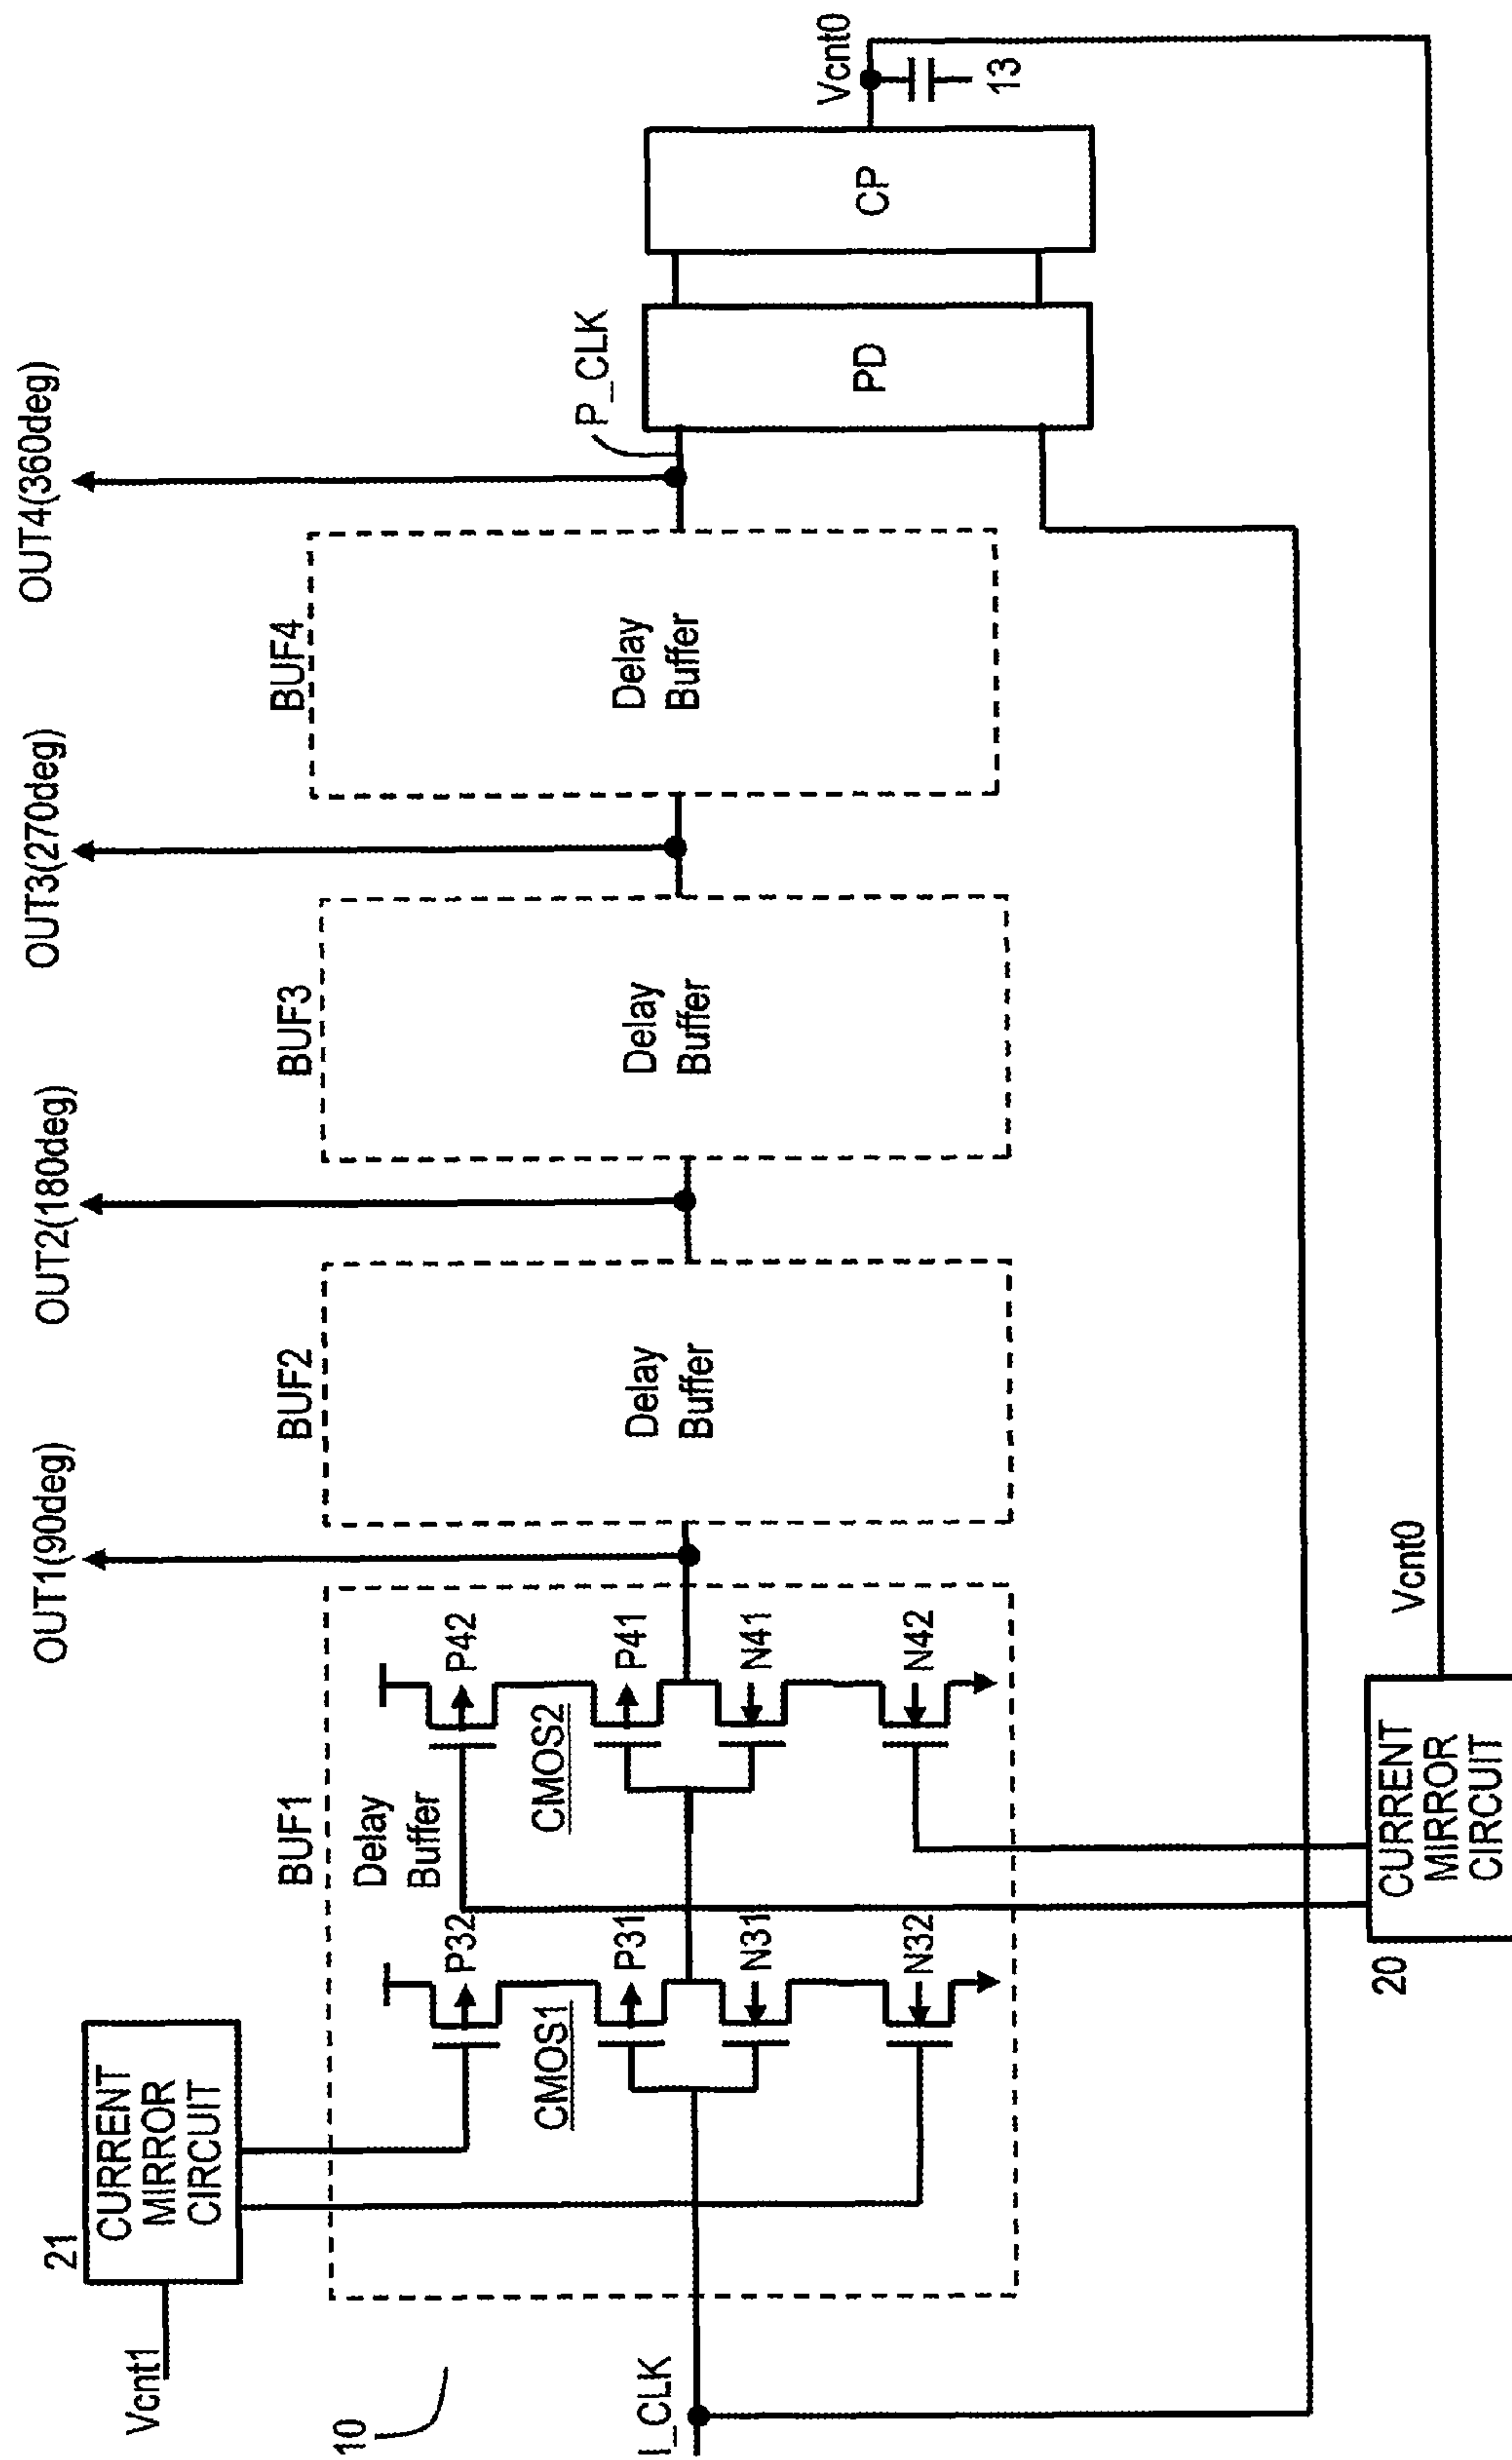 OUT1(90deg)
OUT2(180deg)
OUT3(270deg)
OUT4(360deg)
Vcnt1
21
CURRENT
MIRROR
CIRCUIT
10
I_CLK
BUF1
Delay
Buffer
P32
P31
N31
N32
CMOS1
P42
P41
N41
N42
CMOS2
BUF2
Delay
Buffer
BUF3
Delay
Buffer
BUF4
Delay
Buffer
P_CLK
PD
CP
Vcnt0
13
20
CURRENT
MIRROR
CIRCUIT
Vcnt0